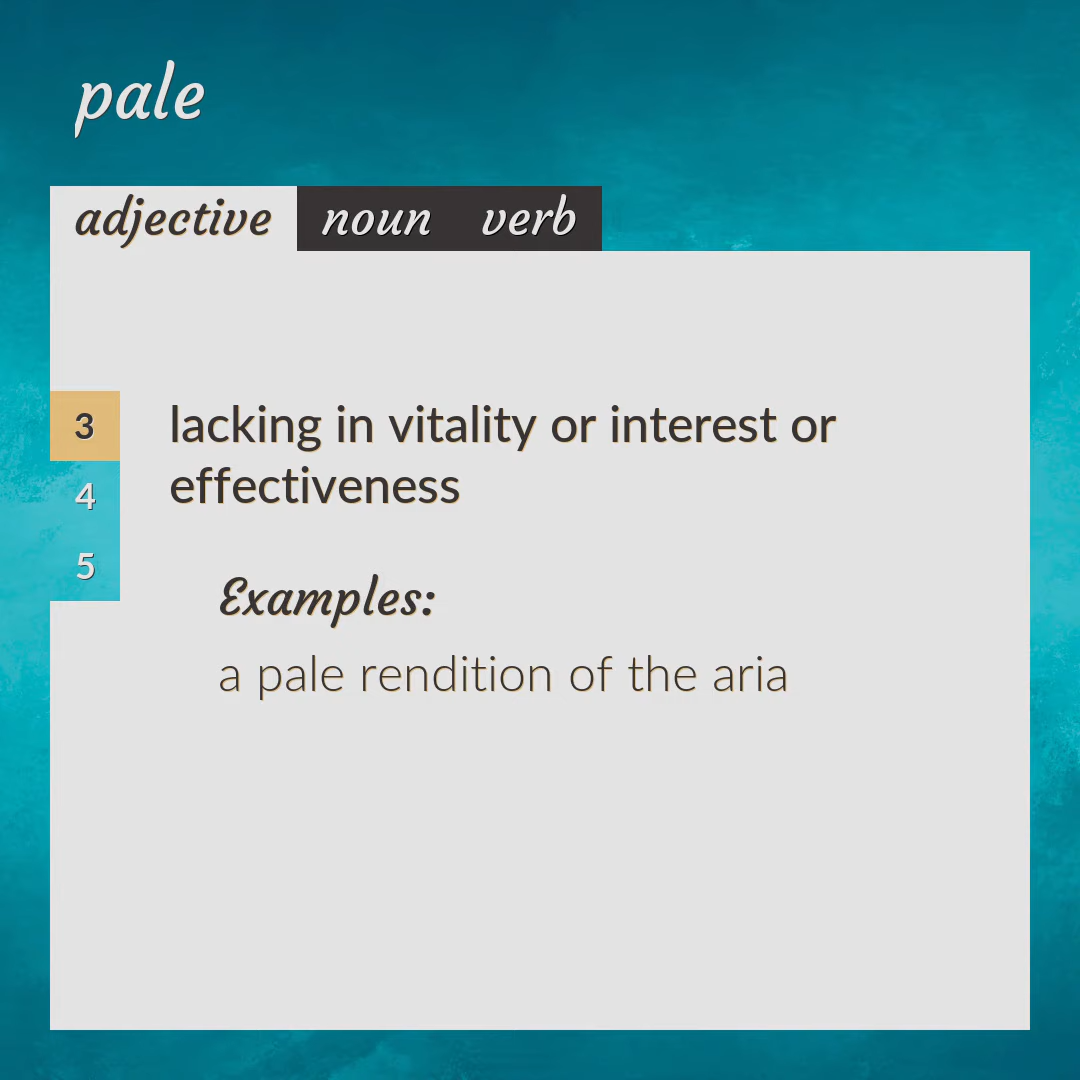 pale
adjective noun verb
3 lacking in vitality or interest or
4 effectiveness
5
Examples:
a pale rendition of the aria